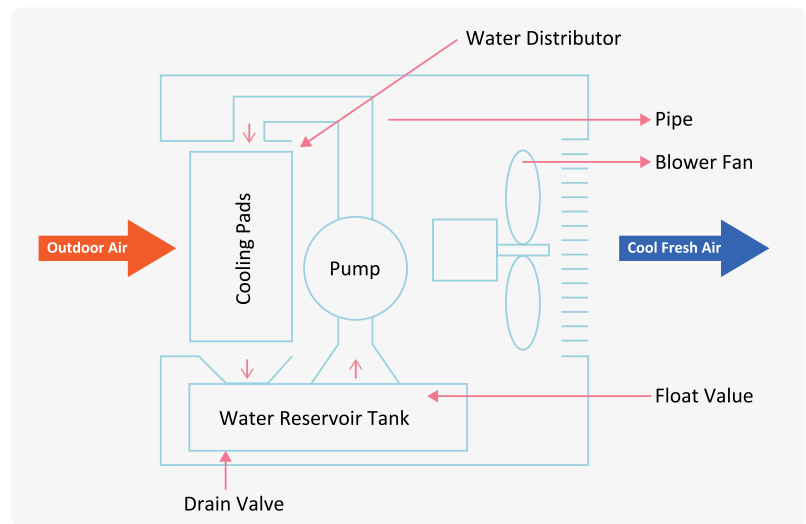 Water Distributor
Pipe
Blower Fan
Outdoor Air
Cooling Pads
Pump
Cool Fresh Air
Float Value
Water Reservoir Tank
Drain Valve